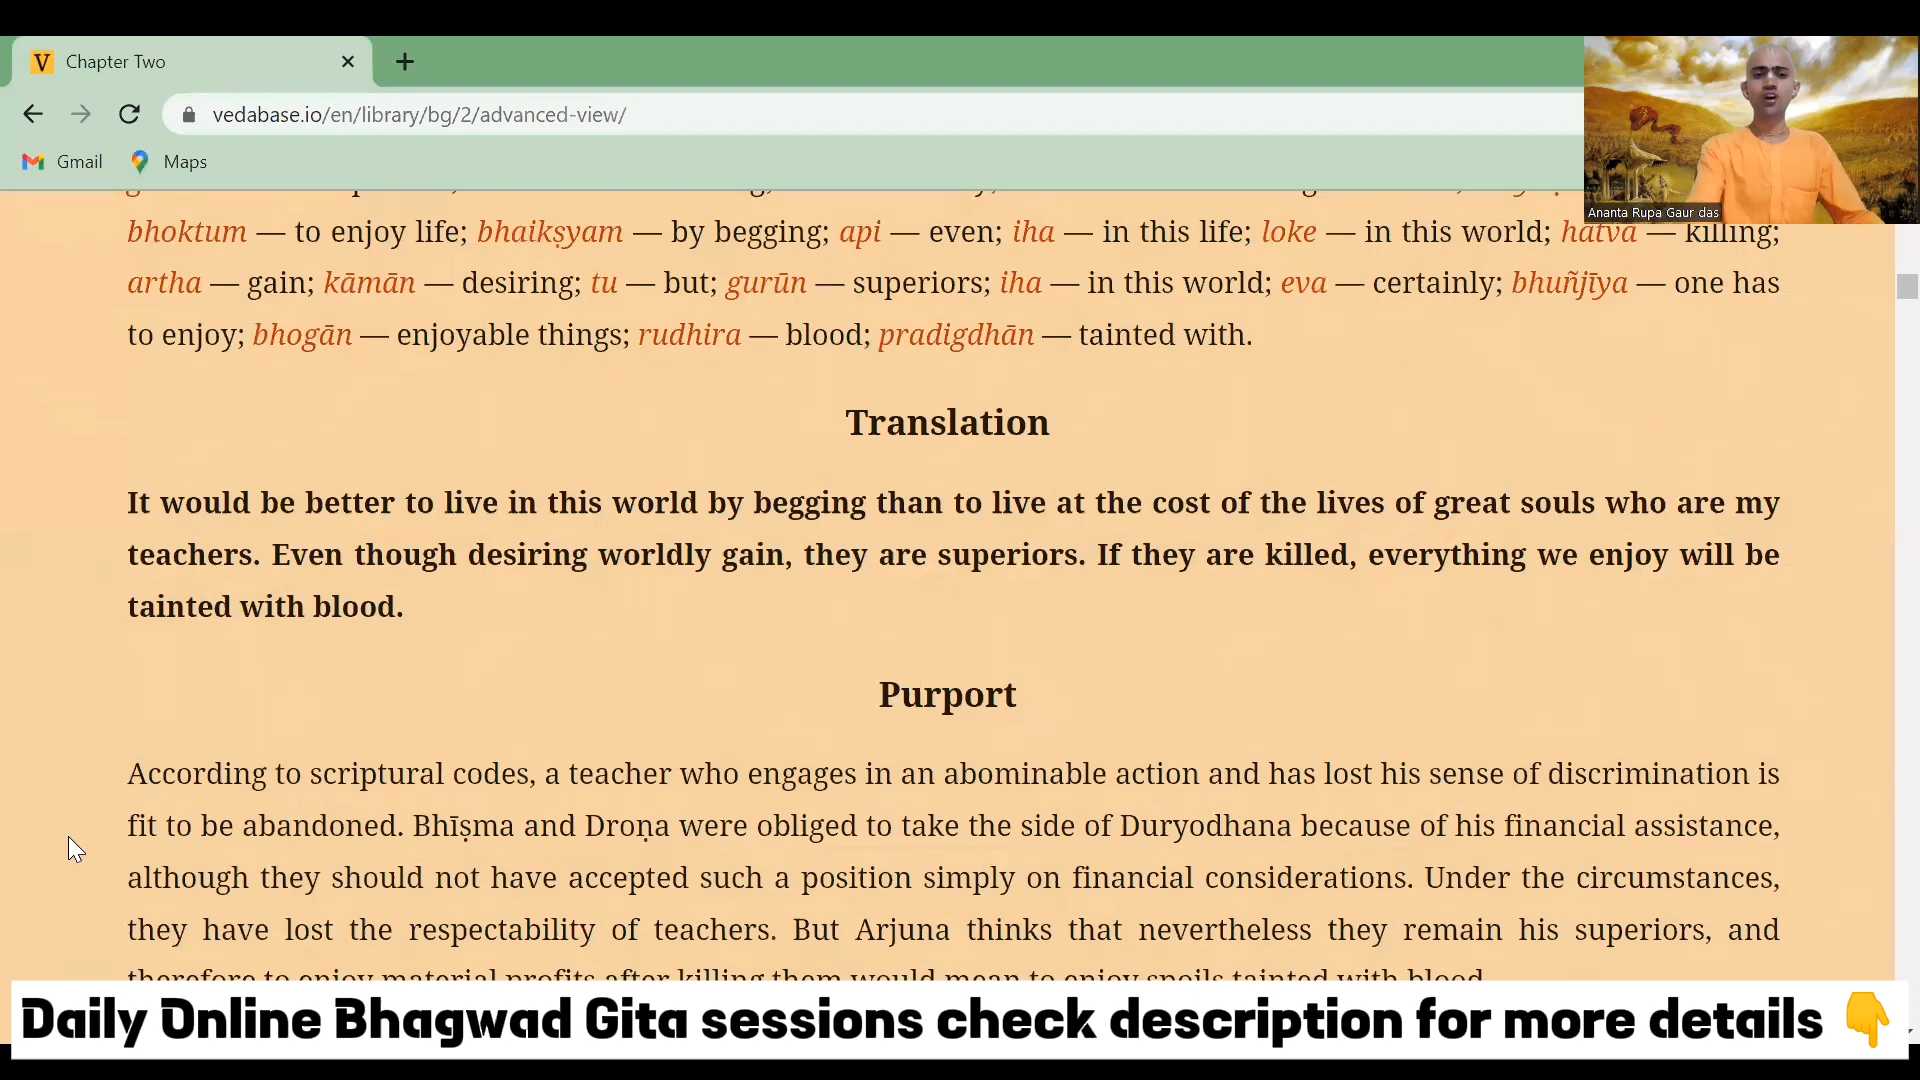 Chapter Two
vedabase.io/en/library/bg/2/advanced-view/
Gmail Maps
Ananta Rupa Gaur das
bhoktum — to enjoy life; bhaikṣyam — by begging; api — even; iha — in this life; loke — in this world; hatvā — killing;
artha — gain; kāmān — desiring; tu — but; gurūn — superiors; iha — in this world; eva — certainly; bhuñjīya — one has
to enjoy; bhogān — enjoyable things; rudhira — blood; pradigdhān — tainted with.
Translation
It would be better to live in this world by begging than to live at the cost of the lives of great souls who are my
teachers. Even though desiring worldly gain, they are superiors. If they are killed, everything we enjoy will be
tainted with blood.
Purport
According to scriptural codes, a teacher who engages in an abominable action and has lost his sense of discrimination is
fit to be abandoned. Bhīṣma and Droṇa were obliged to take the side of Duryodhana because of his financial assistance,
although they should not have accepted such a position simply on financial considerations. Under the circumstances,
they have lost the respectability of teachers. But Arjuna thinks that nevertheless they remain his superiors, and
therefore to enjoy material profits after killing them would mean to enjoy spoils tainted with blood.
Daily Online Bhagwad Gita sessions check description for more details 👇